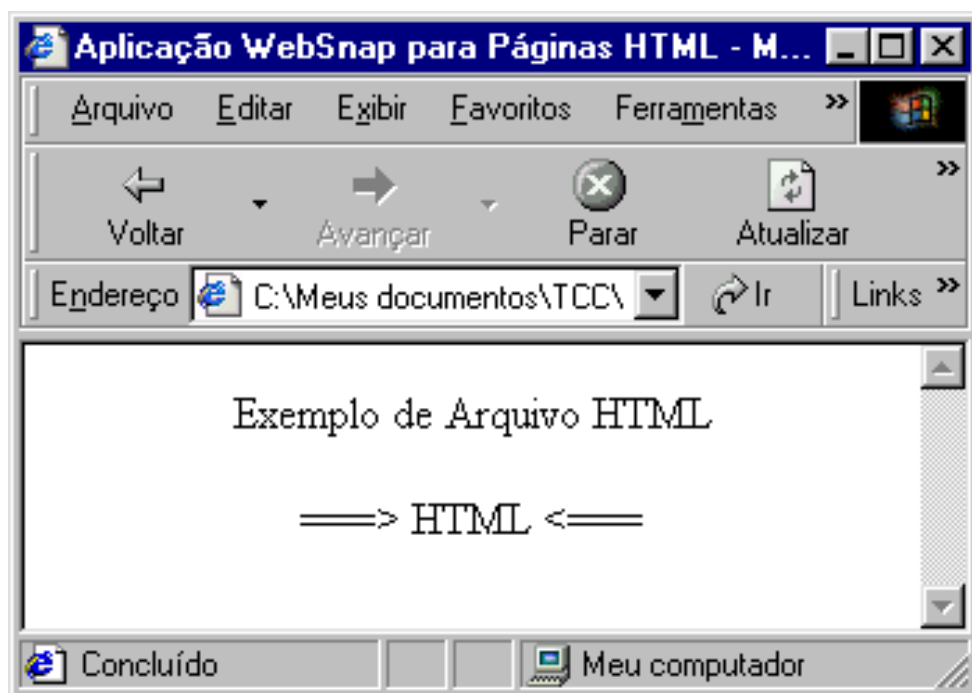 Aplicação WebSnap para Páginas HTML - M...
Arquivo Editar Exibir Favoritos Ferramentas »
Voltar Avançar Parar Atualizar »
Endereço C:\Meus documentos\TCC\ Ir Links »
Exemplo de Arquivo HTML
===> HTML <===
Concluído Meu computador